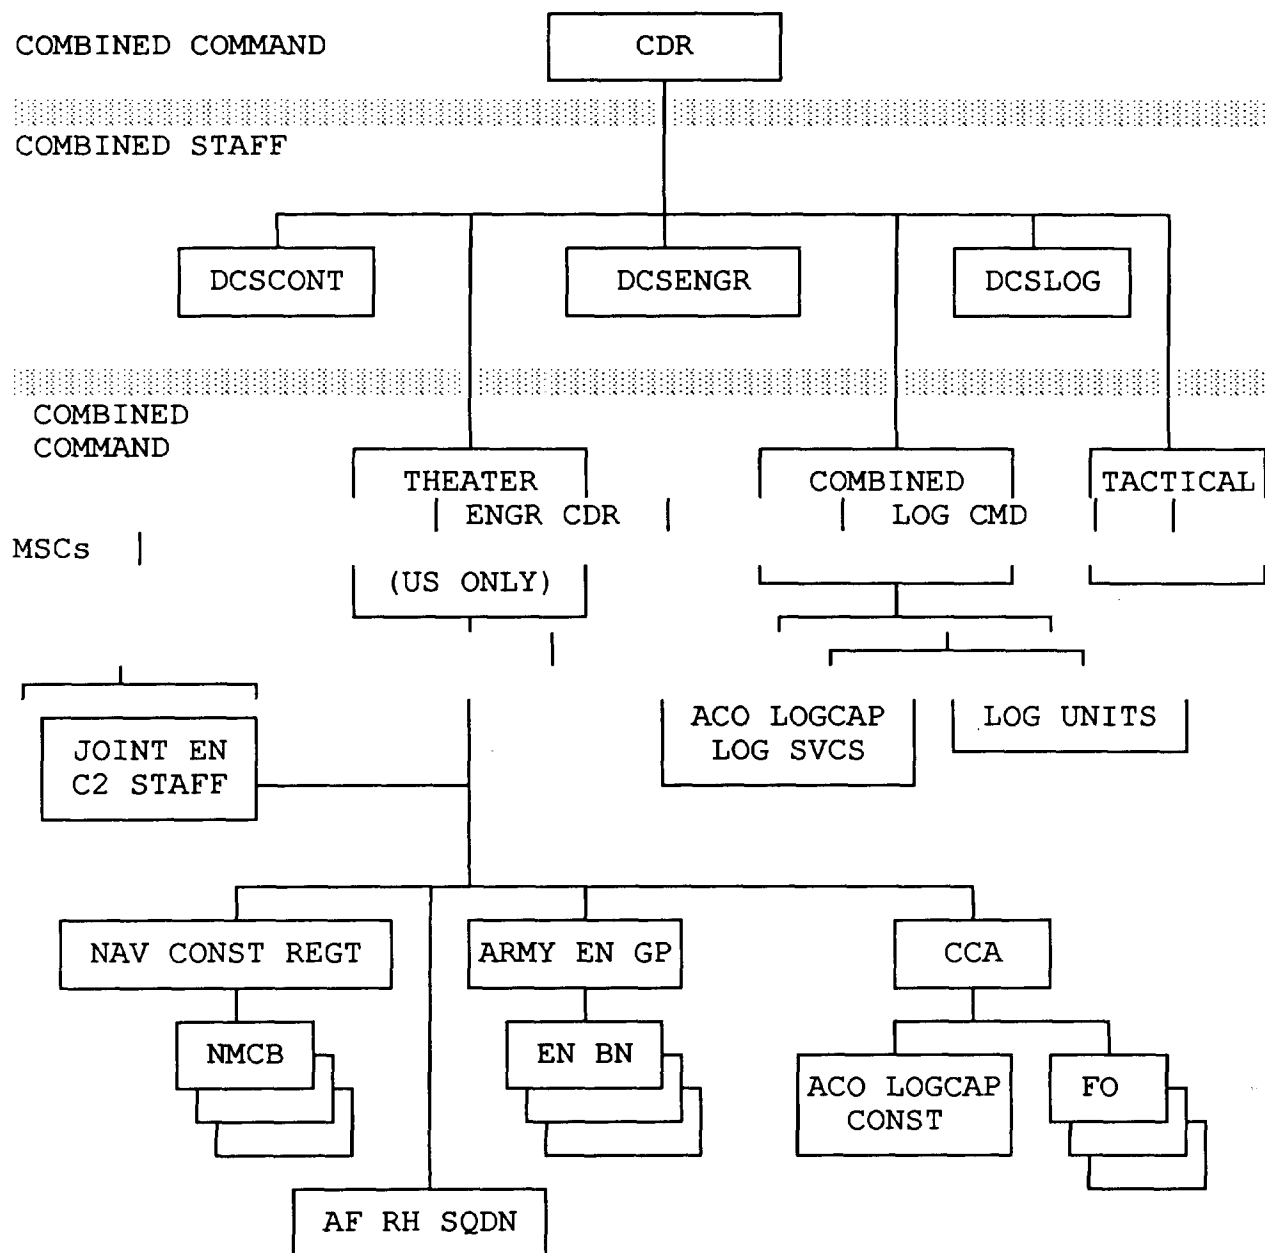 COMBINED COMMAND
CDR
COMBINED STAFF
DCSCONT
DCSENGR
DCSLOG
COMBINED
COMMAND
THEATER
COMBINED
TACTICAL
ENGR CDR
LOG CMD
MSCs
(US ONLY)
ACO LOGCAP
LOG SVCS
LOG UNITS
JOINT EN
C2 STAFF
NAV CONST REGT
ARMY EN GP
CCA
NMCB
EN BN
ACO LOGCAP
CONST
FO
AF RH SQDN